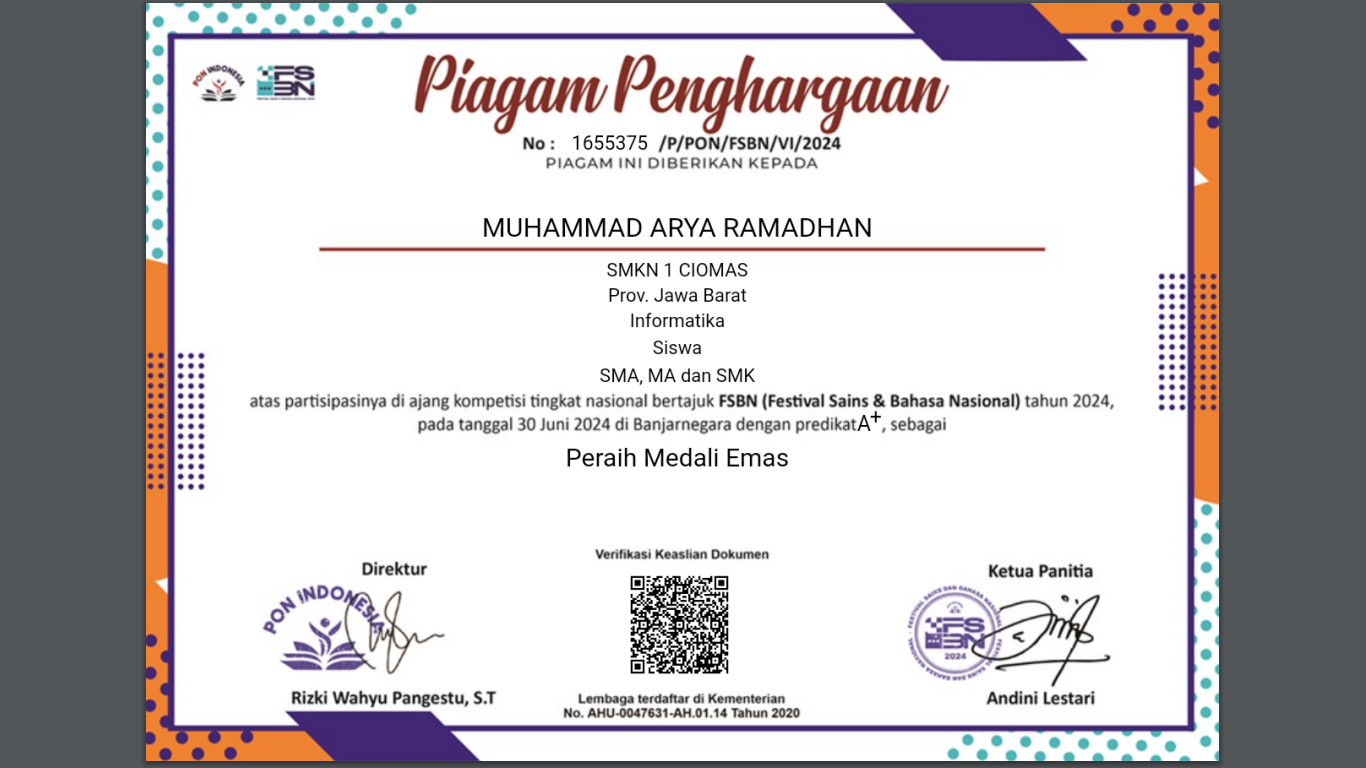 PON INDONESIA
FSBN
Piagam Penghargaan
No : 1655375 /P/PON/FSBN/VI/2024
PIAGAM INI DIBERIKAN KEPADA
MUHAMMAD ARYA RAMADHAN
SMKN 1 CIOMAS
Prov. Jawa Barat
Informatika
Siswa
SMA, MA dan SMK
atas partisipasinya di ajang kompetisi tingkat nasional bertajuk FSBN (Festival Sains & Bahasa Nasional) tahun 2024,
pada tanggal 30 Juni 2024 di Banjarnegara dengan predikat A+, sebagai
Peraih Medali Emas
Verifikasi Keaslian Dokumen
Direktur
PON INDONESIA
Rizki Wahyu Pangestu, S.T
Lembaga terdaftar di Kementerian
No. AHU-0047631-AH.01.14 Tahun 2020
Ketua Panitia
FESTIVAL SAINS DAN BAHASA NASIONAL
FSBN
2024
Andini Lestari